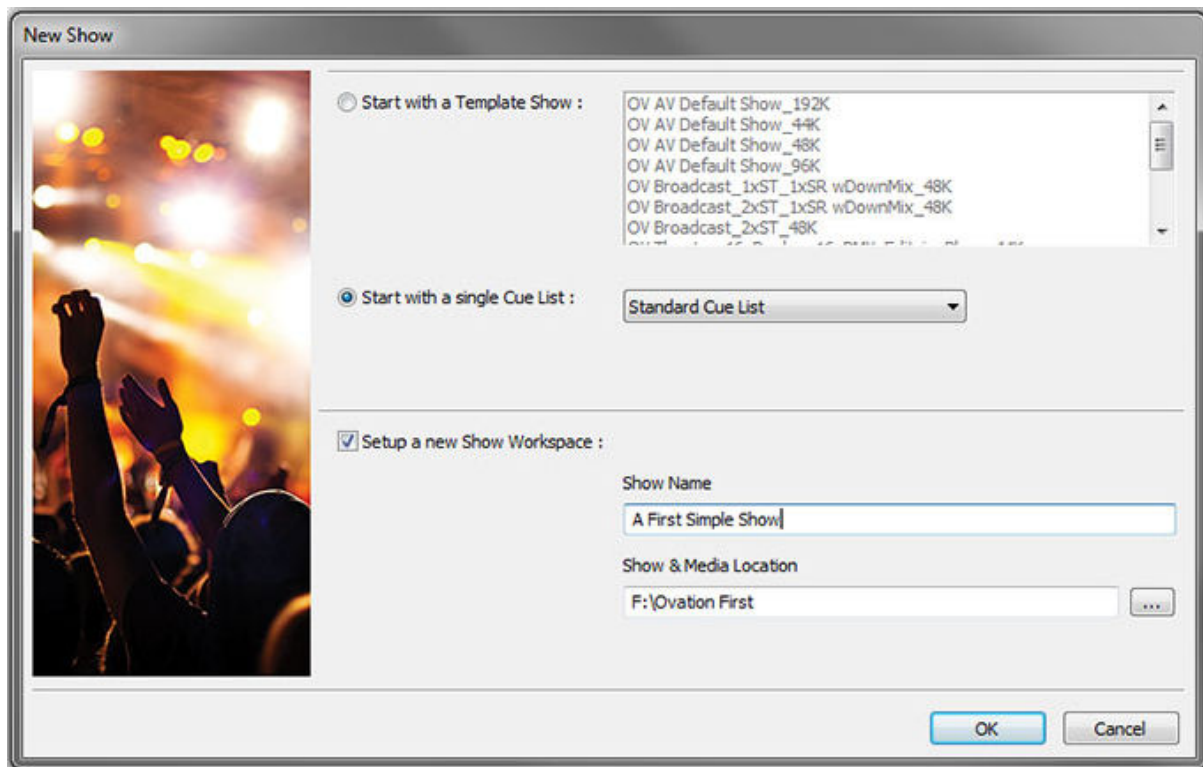 New Show
Start with a Template Show :
OV AV Default Show_192K
OV AV Default Show_44K
OV AV Default Show_48K
OV AV Default Show_96K
OV Broadcast_1xST_1xSR wDownMix_48K
OV Broadcast_2xST_1xSR wDownMix_48K
OV Broadcast_2xST_48K
Start with a single Cue List :
Standard Cue List
Setup a new Show Workspace :
Show Name
A First Simple Show
Show & Media Location
F:\Ovation First
...
OK
Cancel